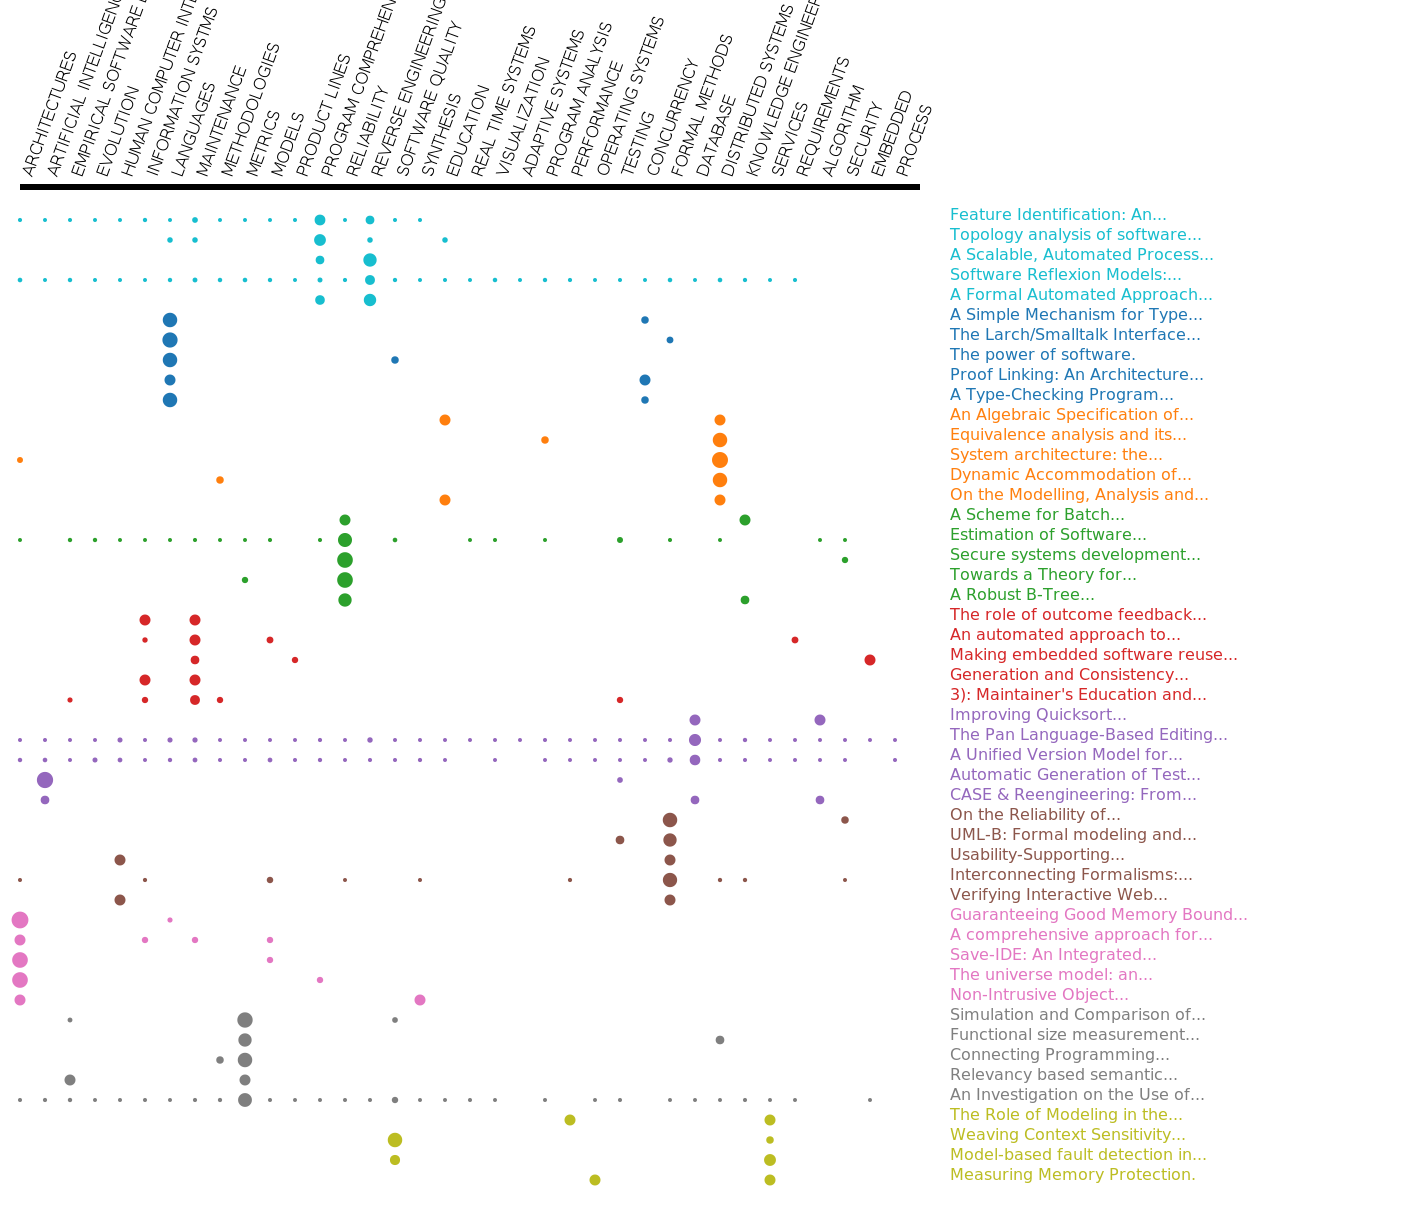 ARCHITECTURES
ARTIFICIAL INTELLIGENC
EMPIRICAL SOFTWARE
EVOLUTION
HUMAN COMPUTER INTE
INFORMATION SYSTMS
LANGUAGES
MAINTENANCE
METHODOLOGIES
METRICS
MODELS
PRODUCT LINES
PROGRAM COMPREHEN
RELIABILITY
REVERSE ENGINEERING
SOFTWARE QUALITY
SYNTHESIS
EDUCATION
REAL TIME SYSTEMS
VISUALIZATION
ADAPTIVE SYSTEMS
PROGRAM ANALYSIS
PERFORMANCE
OPERATING SYSTEMS
TESTING
CONCURRENCY
FORMAL METHODS
DATABASE
DISTRIBUTED SYSTEMS
KNOWLEDGE ENGINEER
SERVICES
REQUIREMENTS
ALGORITHM
SECURITY
EMBEDDED
PROCESS
Feature Identification: An...
Topology analysis of software...
A Scalable, Automated Process...
Software Reflexion Models:...
A Formal Automated Approach...
A Simple Mechanism for Type...
The Larch/Smalltalk Interface...
The power of software.
Proof Linking: An Architecture...
A Type-Checking Program...
An Algebraic Specification of...
Equivalence analysis and its...
System architecture: the...
Dynamic Accommodation of...
On the Modelling, Analysis and...
A Scheme for Batch...
Estimation of Software...
Secure systems development...
Towards a Theory for...
A Robust B-Tree...
The role of outcome feedback...
An automated approach to...
Making embedded software reuse...
Generation and Consistency...
3): Maintainer's Education and...
Improving Quicksort...
The Pan Language-Based Editing...
A Unified Version Model for...
Automatic Generation of Test...
CASE & Reengineering: From...
On the Reliability of...
UML-B: Formal modeling and...
Usability-Supporting...
Interconnecting Formalisms:...
Verifying Interactive Web...
Guaranteeing Good Memory Bound...
A comprehensive approach for...
Save-IDE: An Integrated...
The universe model: an...
Non-Intrusive Object...
Simulation and Comparison of...
Functional size measurement...
Connecting Programming...
Relevancy based semantic...
An Investigation on the Use of...
The Role of Modeling in the...
Weaving Context Sensitivity...
Model-based fault detection in...
Measuring Memory Protection.